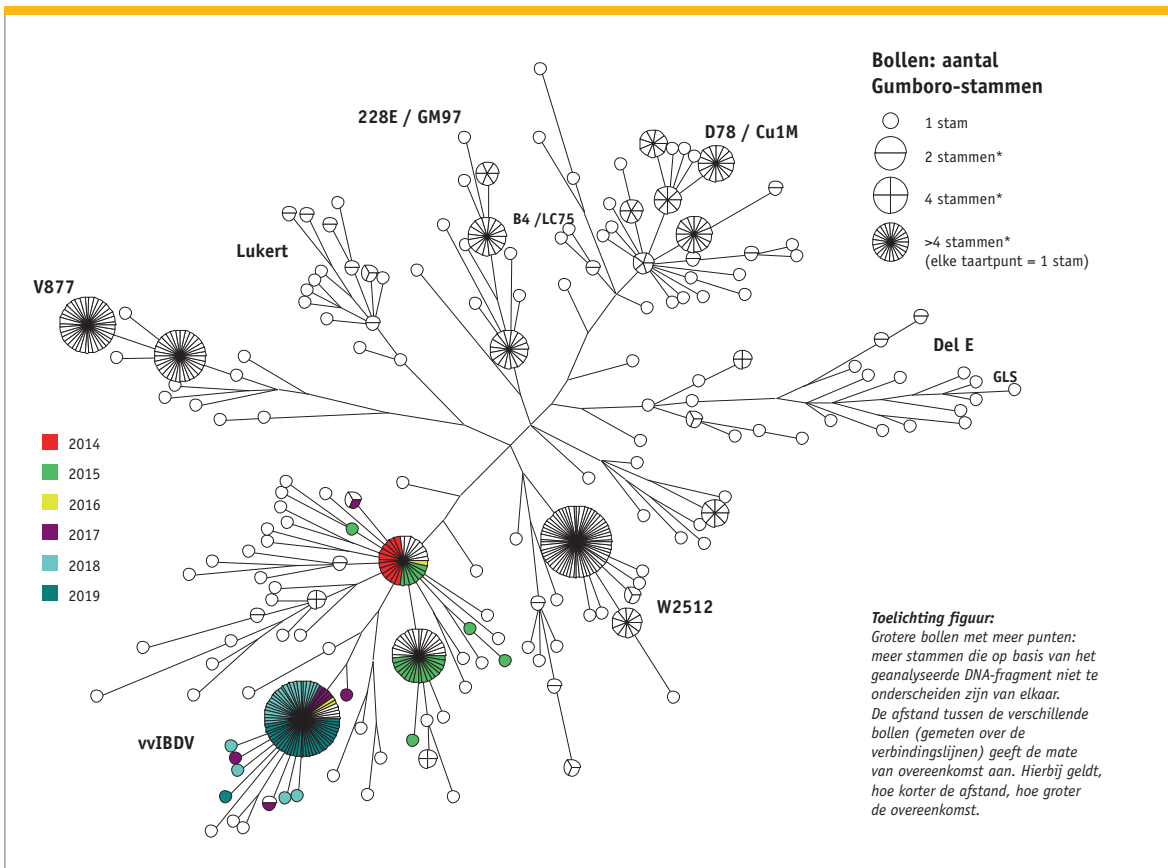 Bollen: aantal
Gumboro-stammen
1 stam
2 stammen*
4 stammen*
>4 stammen*
(elke taartpunt = 1 stam)
228E / GM97
D78 / Cu1M
B4 /LC75
Lukert
V877
Del E
GLS
2014
2015
2016
2017
2018
2019
W2512
vvIBDV
Toelichting figuur:
Grotere bollen met meer punten:
meer stammen die op basis van het
geanalyseerde DNA-fragment niet te
onderscheiden zijn van elkaar.
De afstand tussen de verschillende
bollen (gemeten over de
verbindingslijnen) geeft de mate
van overeenkomst aan. Hierbij geldt,
hoe korter de afstand, hoe groter
de overeenkomst.